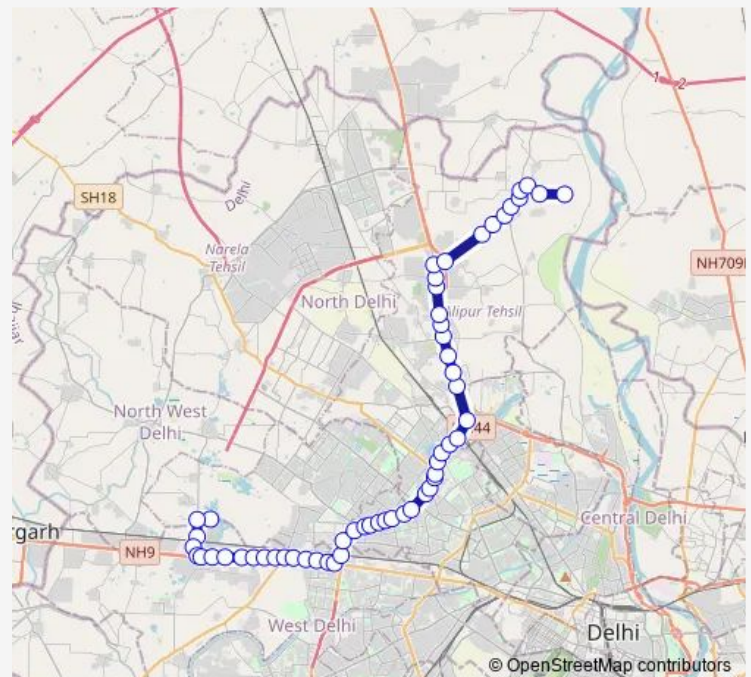 1
2
SH18
Delhi
Narela
Tehsil
NH709
North Delhi
Alipur Tehsil
North West
Delhi
44
Central Delhi
NH9
West Delhi
Delhi
© OpenStreetMap contributors